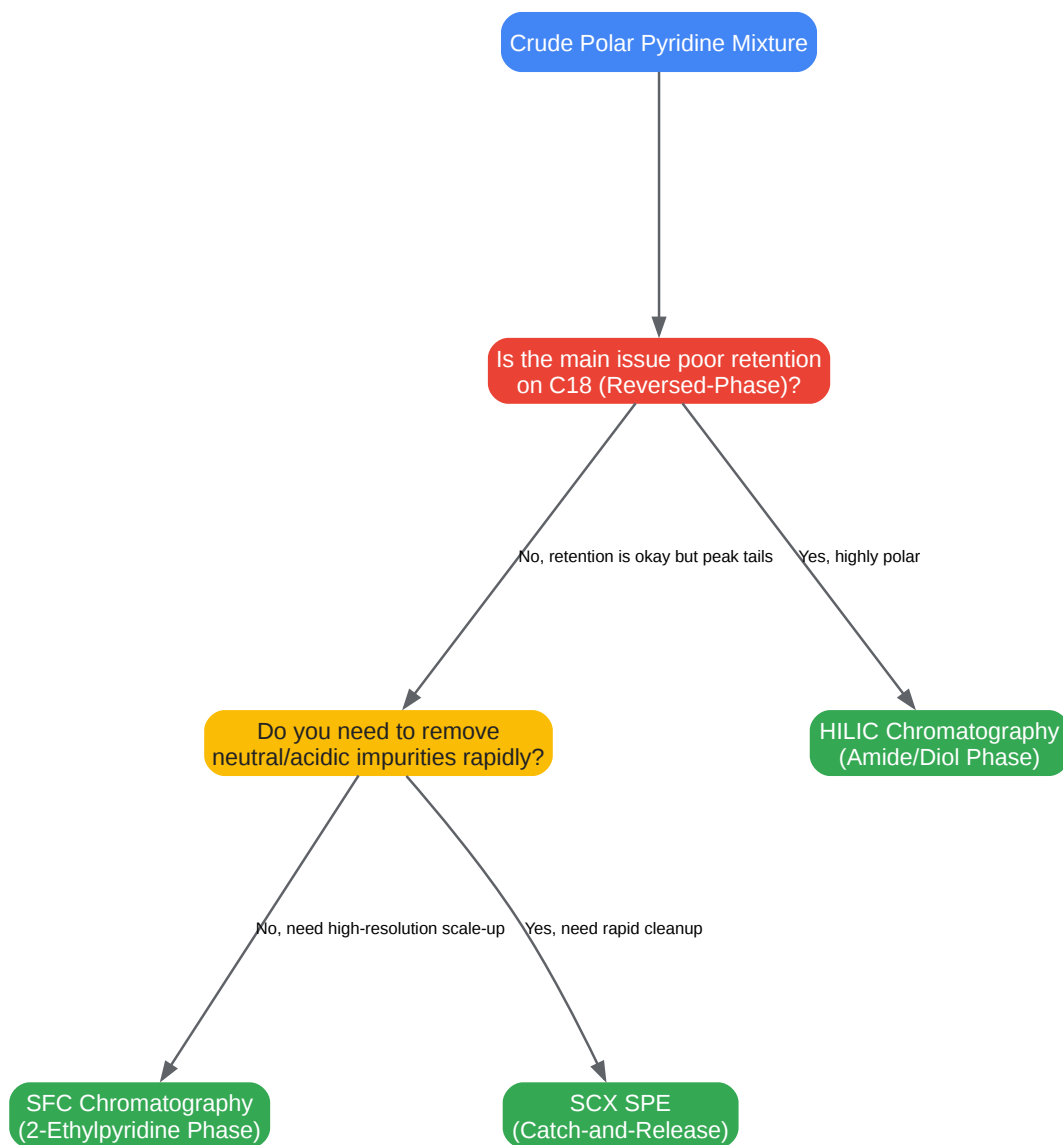 Crude Polar Pyridine Mixture
Is the main issue poor retention
on C18 (Reversed-Phase)?
No, retention is okay but peak tails
Yes, highly polar
Do you need to remove
neutral/acidic impurities rapidly?
HILIC Chromatography
(Amide/Diol Phase)
No, need high-resolution scale-up
Yes, need rapid cleanup
SFC Chromatography
(2-Ethylpyridine Phase)
SCX SPE
(Catch-and-Release)